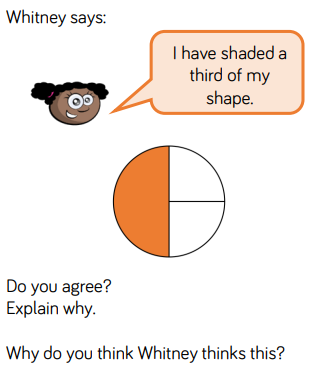 Whitney says:
I have shaded a
third of my
shape.
Do you agree?
Explain why.
Why do you think Whitney thinks this?